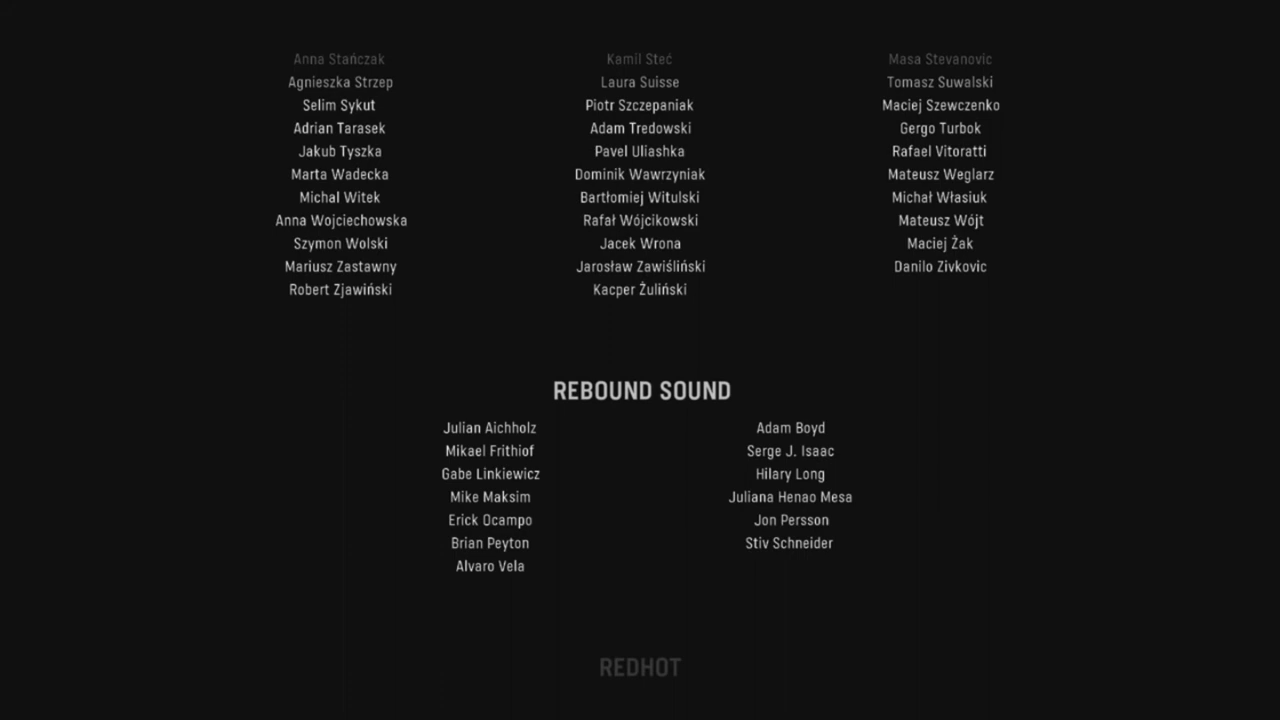 Anna Stańczak Kamil Steć Masa Stevanovic
Agnieszka Strzep Laura Suisse Tomasz Suwalski
Selim Sykut Piotr Szczepaniak Maciej Szewczenko
Adrian Tarasek Adam Tredowski Gergo Turbok
Jakub Tyszka Pavel Uliashka Rafael Vitoratti
Marta Wadecka Dominik Wawrzyniak Mateusz Weglarz
Michal Witek Bartłomiej Witulski Michał Własiuk
Anna Wojciechowska Rafał Wójcikowski Mateusz Wójt
Szymon Wolski Jacek Wrona Maciej Żak
Mariusz Zastawny Jarosław Zawiśliński Danilo Zivkovic
Robert Zjawiński Kacper Żuliński
REBOUND SOUND
Julian Aichholz Adam Boyd
Mikael Frithiof Serge J. Isaac
Gabe Linkiewicz Hilary Long
Mike Maksim Juliana Henao Mesa
Erick Ocampo Jon Persson
Brian Peyton Stiv Schneider
Alvaro Vela
REDHOT